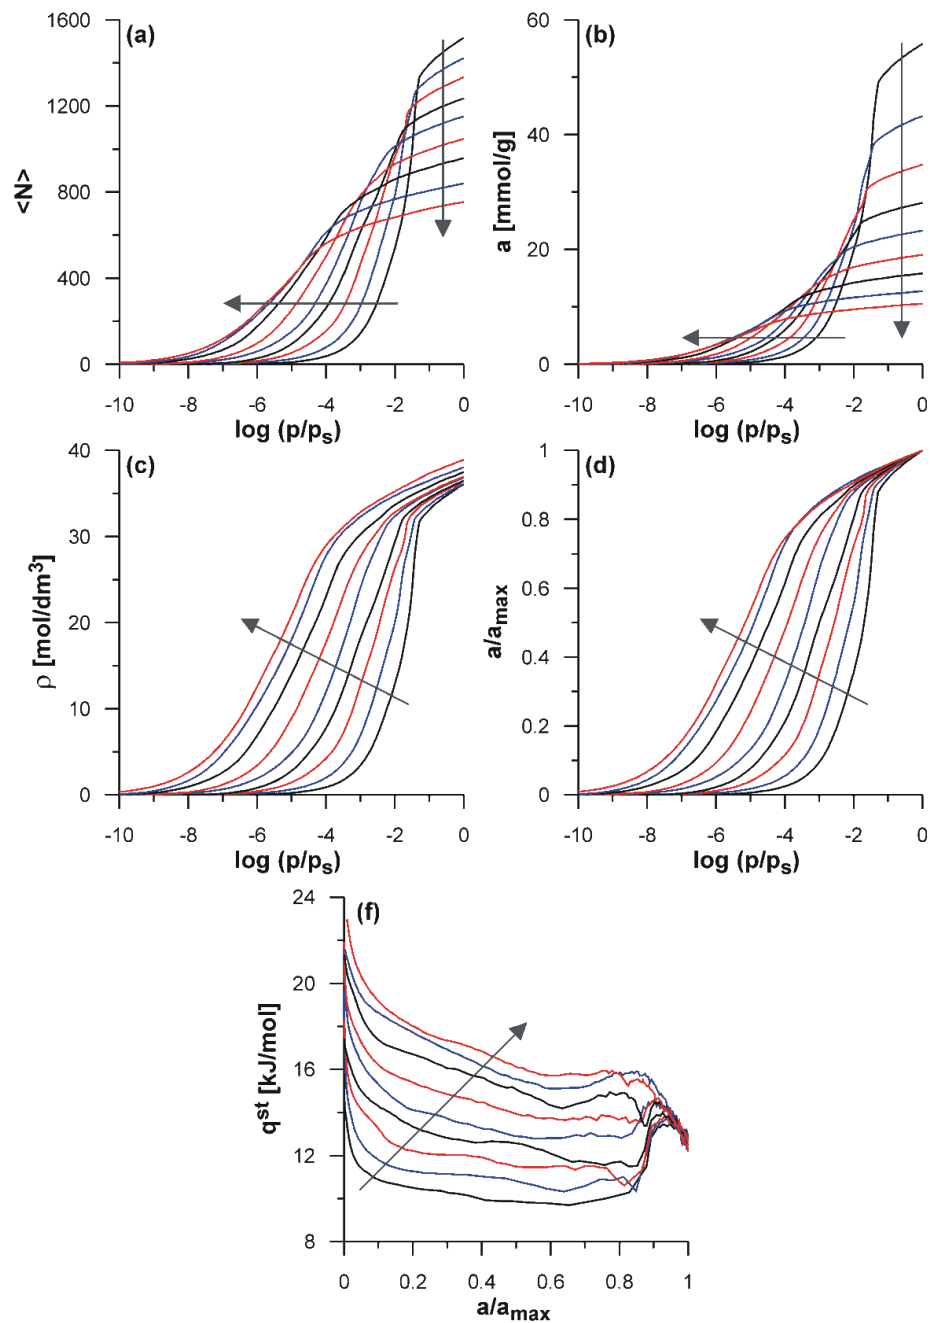 (a)
1600
1200
800
400
0
<N>
-10 -8 -6 -4 -2 0
log (p/ps)
(b)
60
40
20
0
a [mmol/g]
-10 -8 -6 -4 -2 0
log (p/ps)
(c)
40
30
20
10
0
ρ [mol/dm³]
-10 -8 -6 -4 -2 0
log (p/ps)
(d)
1
0.8
0.6
0.4
0.2
0
a/amax
-10 -8 -6 -4 -2 0
log (p/ps)
(f)
24
20
16
12
8
qst [kJ/mol]
0 0.2 0.4 0.6 0.8 1
a/amax